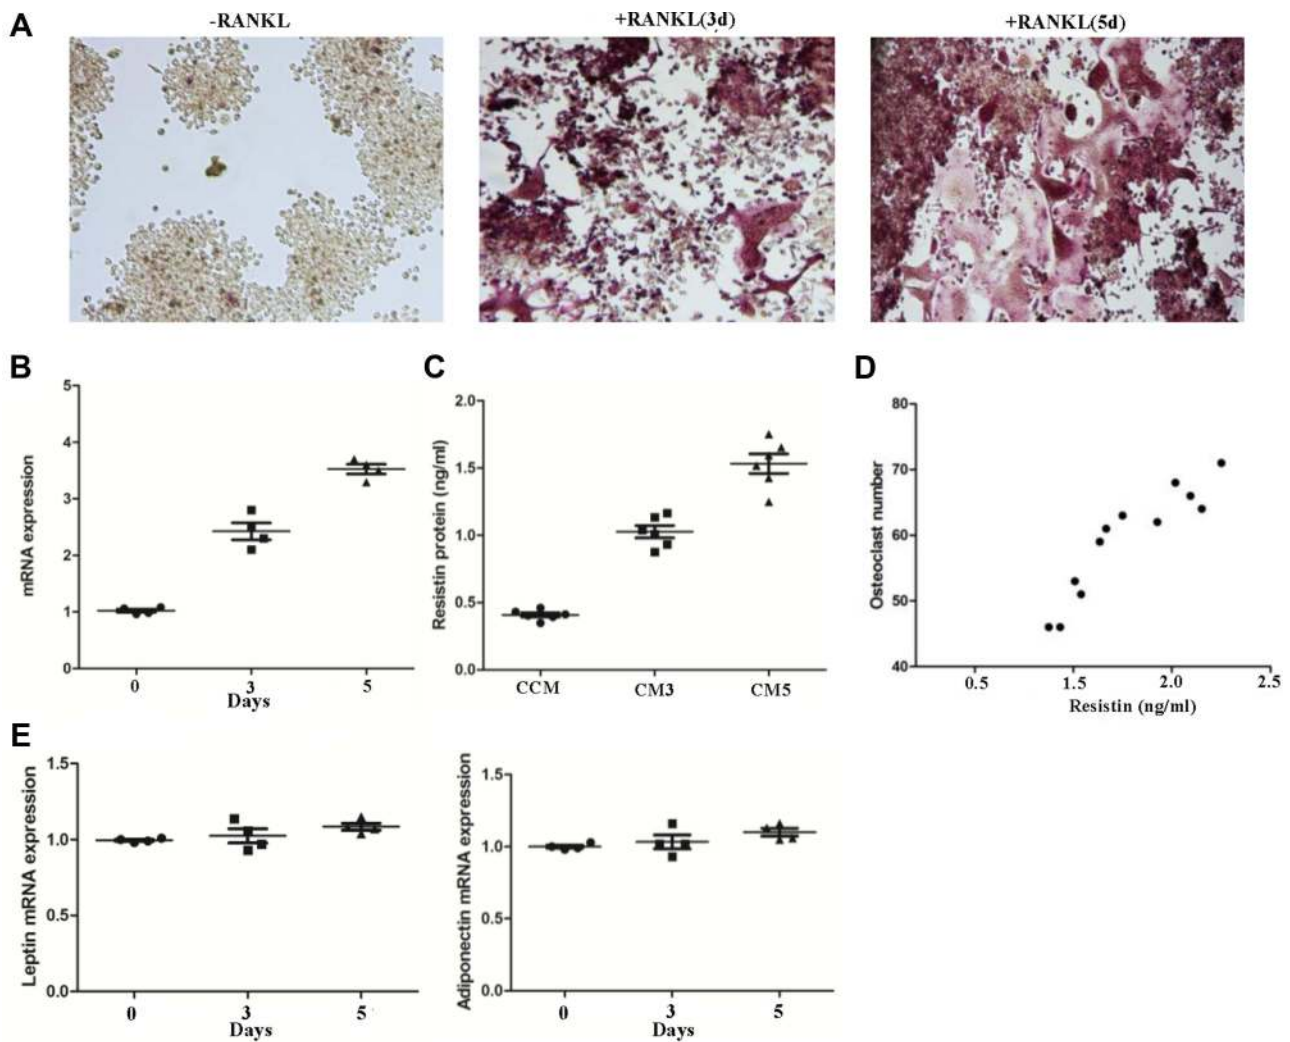 A
-RANKL
+RANKL(3d)
+RANKL(5d)
B
mRNA expression
5
4
3
2
1
0
0
3
5
Days
C
Resistin protein (ng/ml)
2.0
1.5
1.0
0.5
0.0
CCM
CM3
CM5
D
Osteoclast number
80
70
60
50
40
0.5
1.5
2.0
2.5
Resistin (ng/ml)
E
Leptin mRNA expression
1.5
1.0
0.5
0.0
0
3
5
Days
Adiponectin mRNA expression
1.5
1.0
0.5
0.0
0
3
5
Days